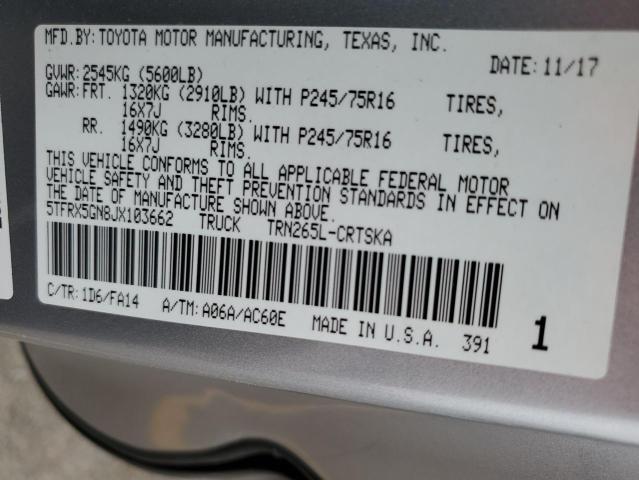 MFD.BY:TOYOTA MOTOR MANUFACTURING, TEXAS, INC.
DATE:11/17
GVWR:2545KG (5600LB)
GAWR:FRT. 1320KG (2910LB) WITH P245/75R16 TIRES,
16X7J RIMS.
RR. 1490KG (3280LB) WITH P245/75R16 TIRES,
16X7J RIMS.
THIS VEHICLE CONFORMS TO ALL APPLICABLE FEDERAL MOTOR
VEHICLE SAFETY AND THEFT PREVENTION STANDARDS IN EFFECT ON
THE DATE OF MANUFACTURE SHOWN ABOVE.
5TFRX5GN8JX103662 TRUCK TRN265L-CRTSKA
C/TR:1D6/FA14 A/TM:A06A/AC60E MADE IN U.S.A. 391
1